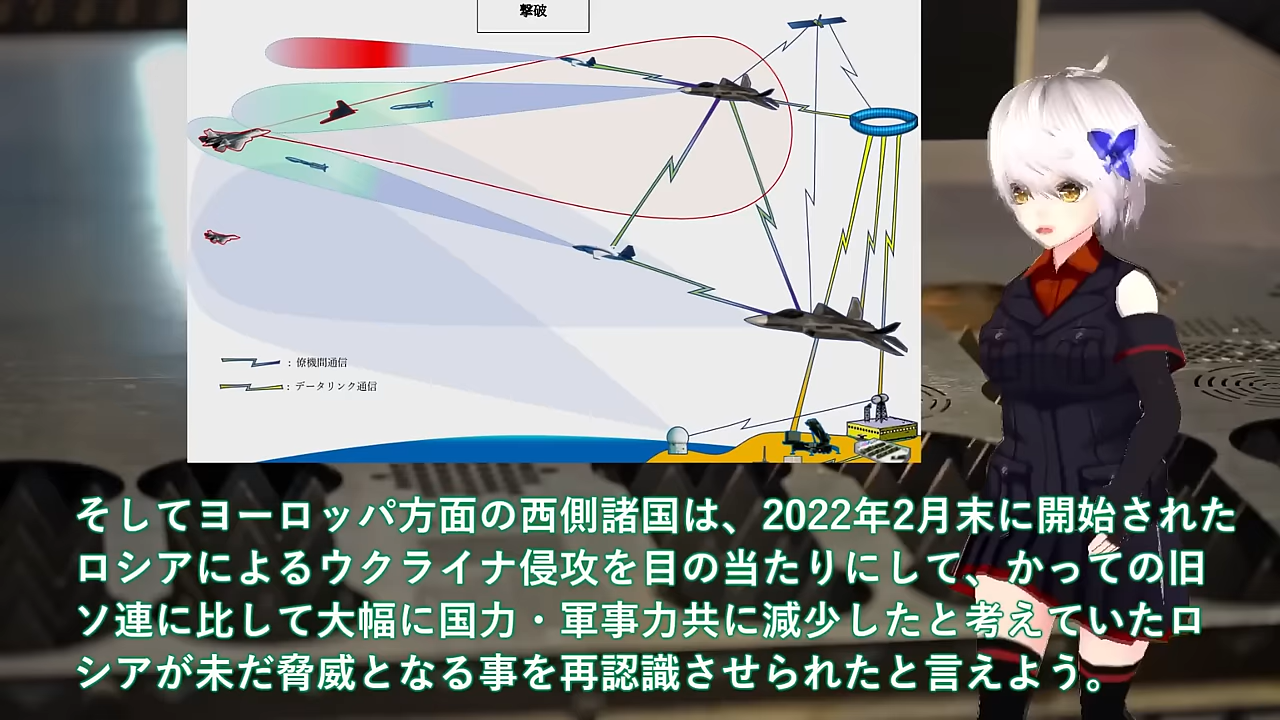 撃破
：僚機間通信
：データリンク通信
そしてヨーロッパ方面の西側諸国は、2022年2月末に開始された
ロシアによるウクライナ侵攻を目の当たりにして、かっての旧
ソ連に比して大幅に国力・軍事力共に減少したと考えていたロ
シアが未だ脅威となる事を再認識させられたと言えよう。